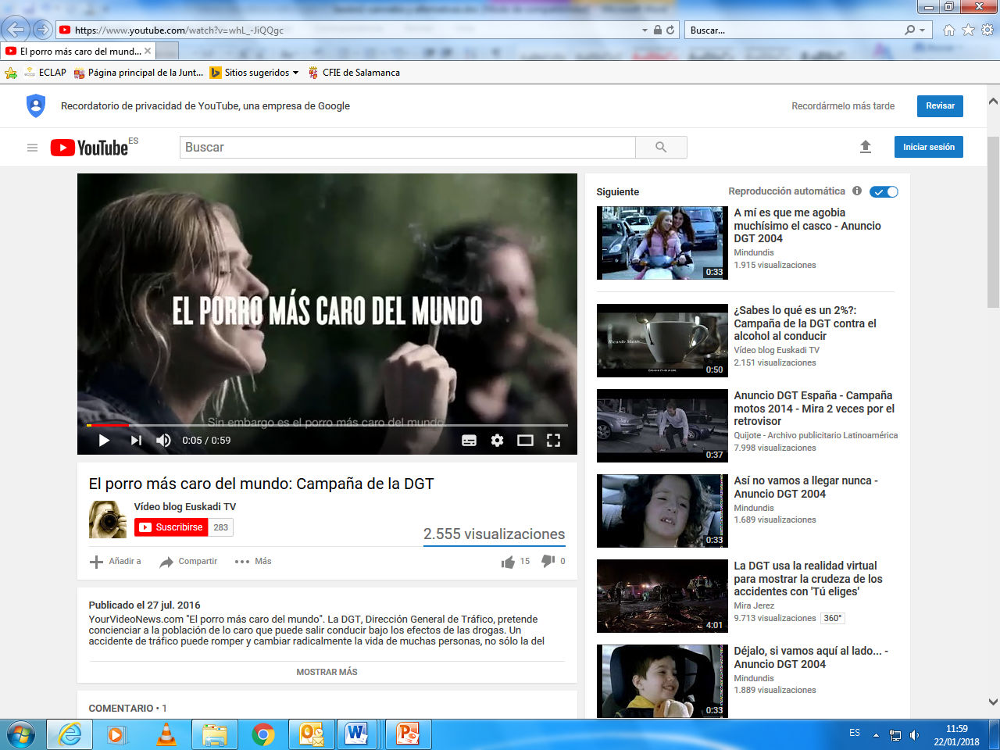 https://www.youtube.com/watch?v=whL_-JiQQgc
Buscar...
El porro más caro del mund...
ECLAP
Página principal de la Junt...
Sitios sugeridos
CFIE de Salamanca
Recordatorio de privacidad de YouTube, una empresa de Google
Recordármelo más tarde
Revisar
YouTube ES
Buscar
Iniciar sesión
EL PORRO MÁS CARO DEL MUNDO
Sin embargo es el porro más caro del mundo
0:05 / 0:59
El porro más caro del mundo: Campaña de la DGT
Vídeo blog Euskadi TV
Suscribirse 283
2.555 visualizaciones
Añadir a
Compartir
Más
15
0
Publicado el 27 jul. 2016
YourVideoNews.com "El porro más caro del mundo". La DGT, Dirección General de Tráfico, pretende
concienciar a la población de lo caro que puede salir conducir bajo los efectos de las drogas. Un
accidente de tráfico puede romper y cambiar radicalmente la vida de muchas personas, no sólo la del
MOSTRAR MÁS
COMENTARIO • 1
Siguiente
Reproducción automática
A mí es que me agobia
muchísimo el casco - Anuncio
DGT 2004
Mindundis
1.915 visualizaciones
0:33
¿Sabes lo qué es un 2%?:
Campaña de la DGT contra el
alcohol al conducir
Vídeo blog Euskadi TV
2.151 visualizaciones
0:50
Anuncio DGT España - Campaña
motos 2014 - Mira 2 veces por el
retrovisor
Quijote - Archivo publicitario Latinoamérica
7.998 visualizaciones
0:37
Así no vamos a llegar nunca -
Anuncio DGT 2004
Mindundis
1.689 visualizaciones
0:33
La DGT usa la realidad virtual
para mostrar la crudeza de los
accidentes con 'Tú eliges'
Mira Jerez
9.713 visualizaciones 360°
4:01
Déjalo, si vamos aquí al lado... -
Anuncio DGT 2004
Mindundis
1.889 visualizaciones
0:33
ES
11:59
22/01/2018